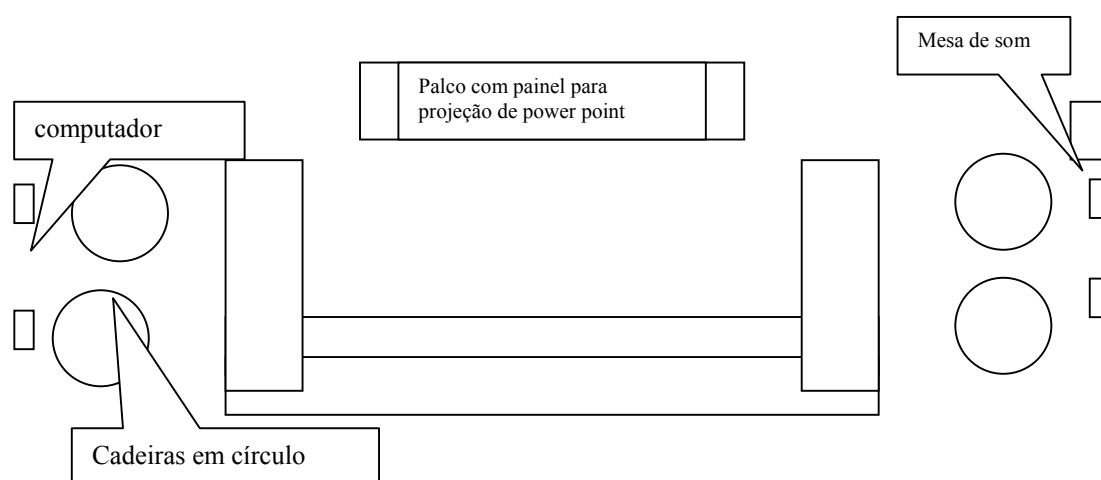 Mesa de som
Palco com painel para
projeção de power point
computador
Cadeiras em círculo